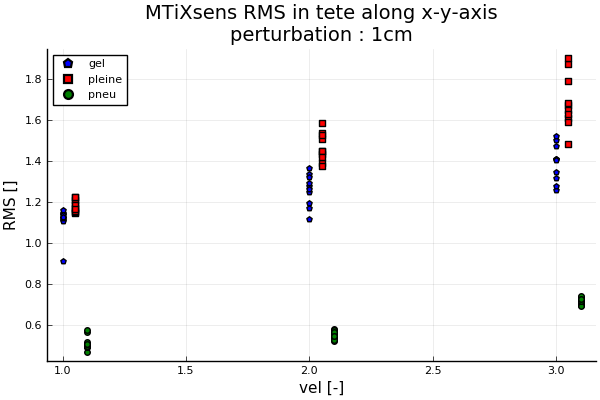 MTiXsens RMS in tete along x-y-axis
perturbation : 1cm
gel
pleine
pneu
RMS []
1.8
1.6
1.4
1.2
1.0
0.8
0.6
1.0 1.5 2.0 2.5 3.0
vel [-]